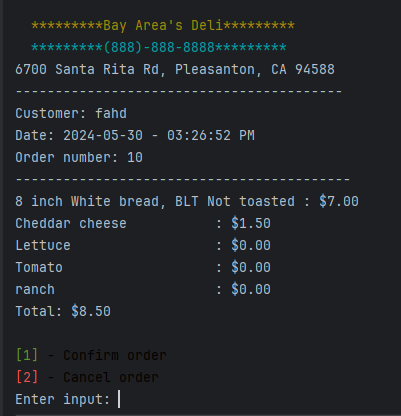 *********Bay Area's Deli*********
*********(888)-888-8888*********
6700 Santa Rita Rd, Pleasanton, CA 94588
-----------------------------------------
Customer: fahd
Date: 2024-05-30 - 03:26:52 PM
Order number: 10
------------------------------------------
8 inch White bread, BLT Not toasted : $7.00
Cheddar cheese           : $1.50
Lettuce                  : $0.00
Tomato                   : $0.00
ranch                    : $0.00
Total: $8.50
[1] - Confirm order
[2] - Cancel order
Enter input: